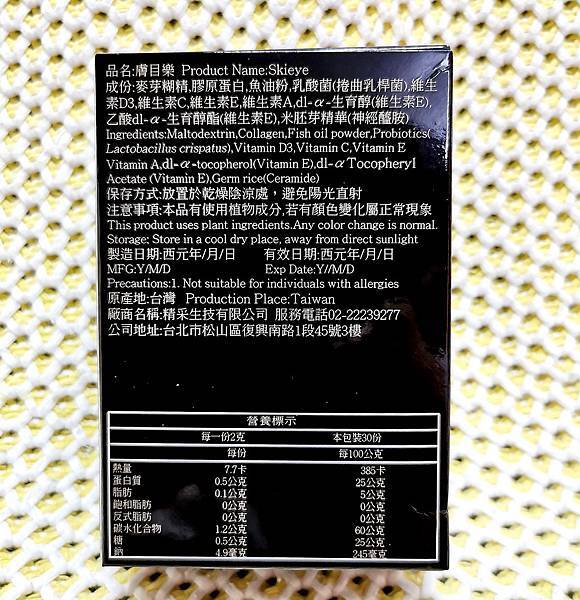 品名:膚目樂 Product Name:Skieye
成份:麥芽糊精,膠原蛋白,魚油粉,乳酸菌(捲曲乳桿菌),維生
素D3,維生素C,維生素E,維生素A,dl-α-生育醇(維生素E),
乙酸dl-α-生育醇酯(維生素E),米胚芽精華(神經醯胺)
Ingredients:Maltodextrin,Collagen,Fish oil powder,Probiotics(
Lactobacillus crispatus),Vitamin D3,Vitamin C,Vitamin E
Vitamin A,dl-α-tocopherol(Vitamin E),dl-α Tocopheryl
Acetate (Vitamin E),Germ rice(Ceramide)
保存方式:放置於乾燥陰涼處，避免陽光直射
注意事項:本品有使用植物成分,若有顏色變化屬正常現象
This product uses plant ingredients.Any color change is normal.
Storage: Store in a cool dry place, away from direct sunlight
製造日期:西元年/月/日 有效日期:西元年/月/日
MFG:Y/M/D Exp Date:Y//M/D
Precautions:1. Not suitable for individuals with allergies
原產地:台灣 Production Place:Taiwan
廠商名稱:精采生技有限公司 服務電話02-22239277
公司地址:台北市松山區復興南路1段45號3樓
營養標示
每一份2克 本包裝30份
每份 每100公克
熱量 7.7卡 385卡
蛋白質 0.5公克 25公克
脂肪 0.1公克 5公克
飽和脂肪 0公克 0公克
反式脂肪 0公克 0公克
碳水化合物 1.2公克 60公克
糖 0.5公克 25公克
鈉 4.9毫克 245毫克